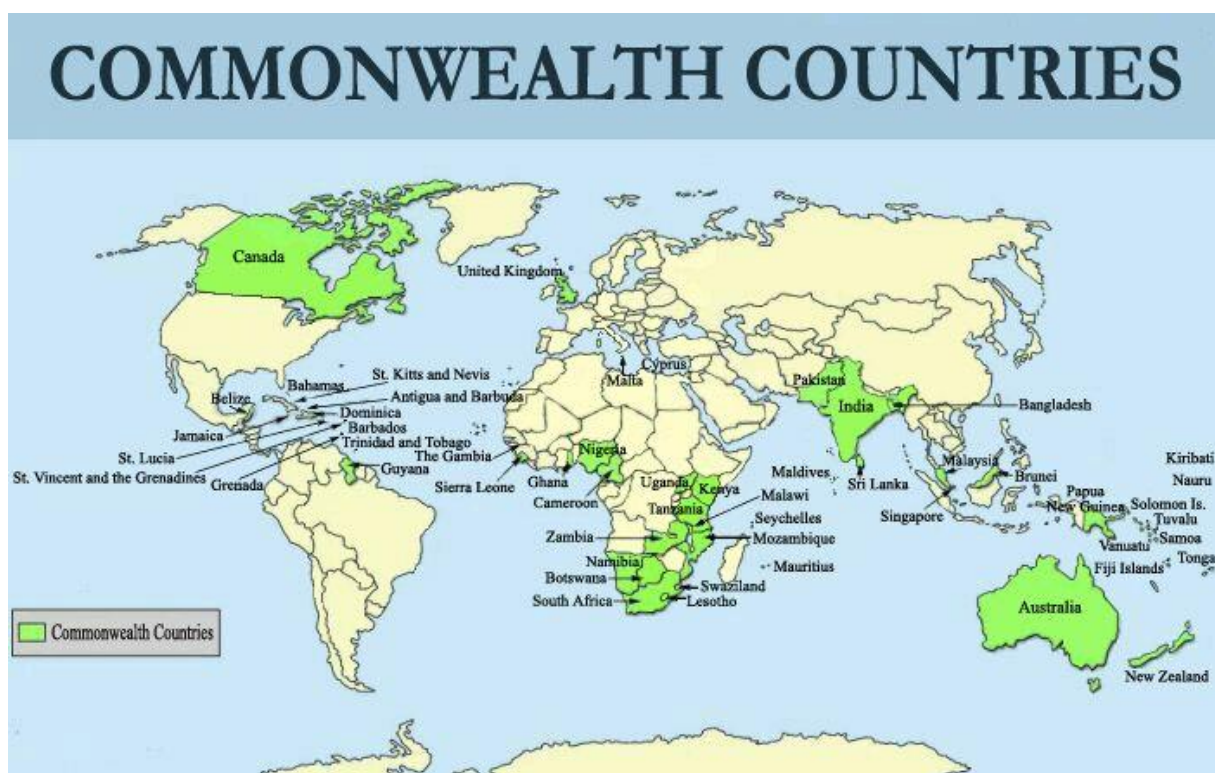 COMMONWEALTH COUNTRIES
Canada
United Kingdom
Cyprus
Malta
Pakistan
India
Bangladesh
St. Kitts and Nevis
Bahamas
Antigua and Barbuda
Belize
Dominica
Barbados
Jamaica
Trinidad and Tobago
St. Lucia
The Gambia
Nigeria
Guyana
St. Vincent and the Grenadines
Grenada
Sierra Leone
Ghana
Cameroon
Uganda
Kenya
Maldives
Sri Lanka
Malaysia
Brunei
Kiribati
Nauru
Malawi
Tanzania
Singapore
Papua
New Guinea
Solomon Is.
Tuvalu
Seychelles
Zambia
Mozambique
Samoa
Vanuatu
Tonga
Namibia
Mauritius
Fiji Islands
Botswana
Swaziland
South Africa
Lesotho
Australia
Commonwealth Countries
New Zealand